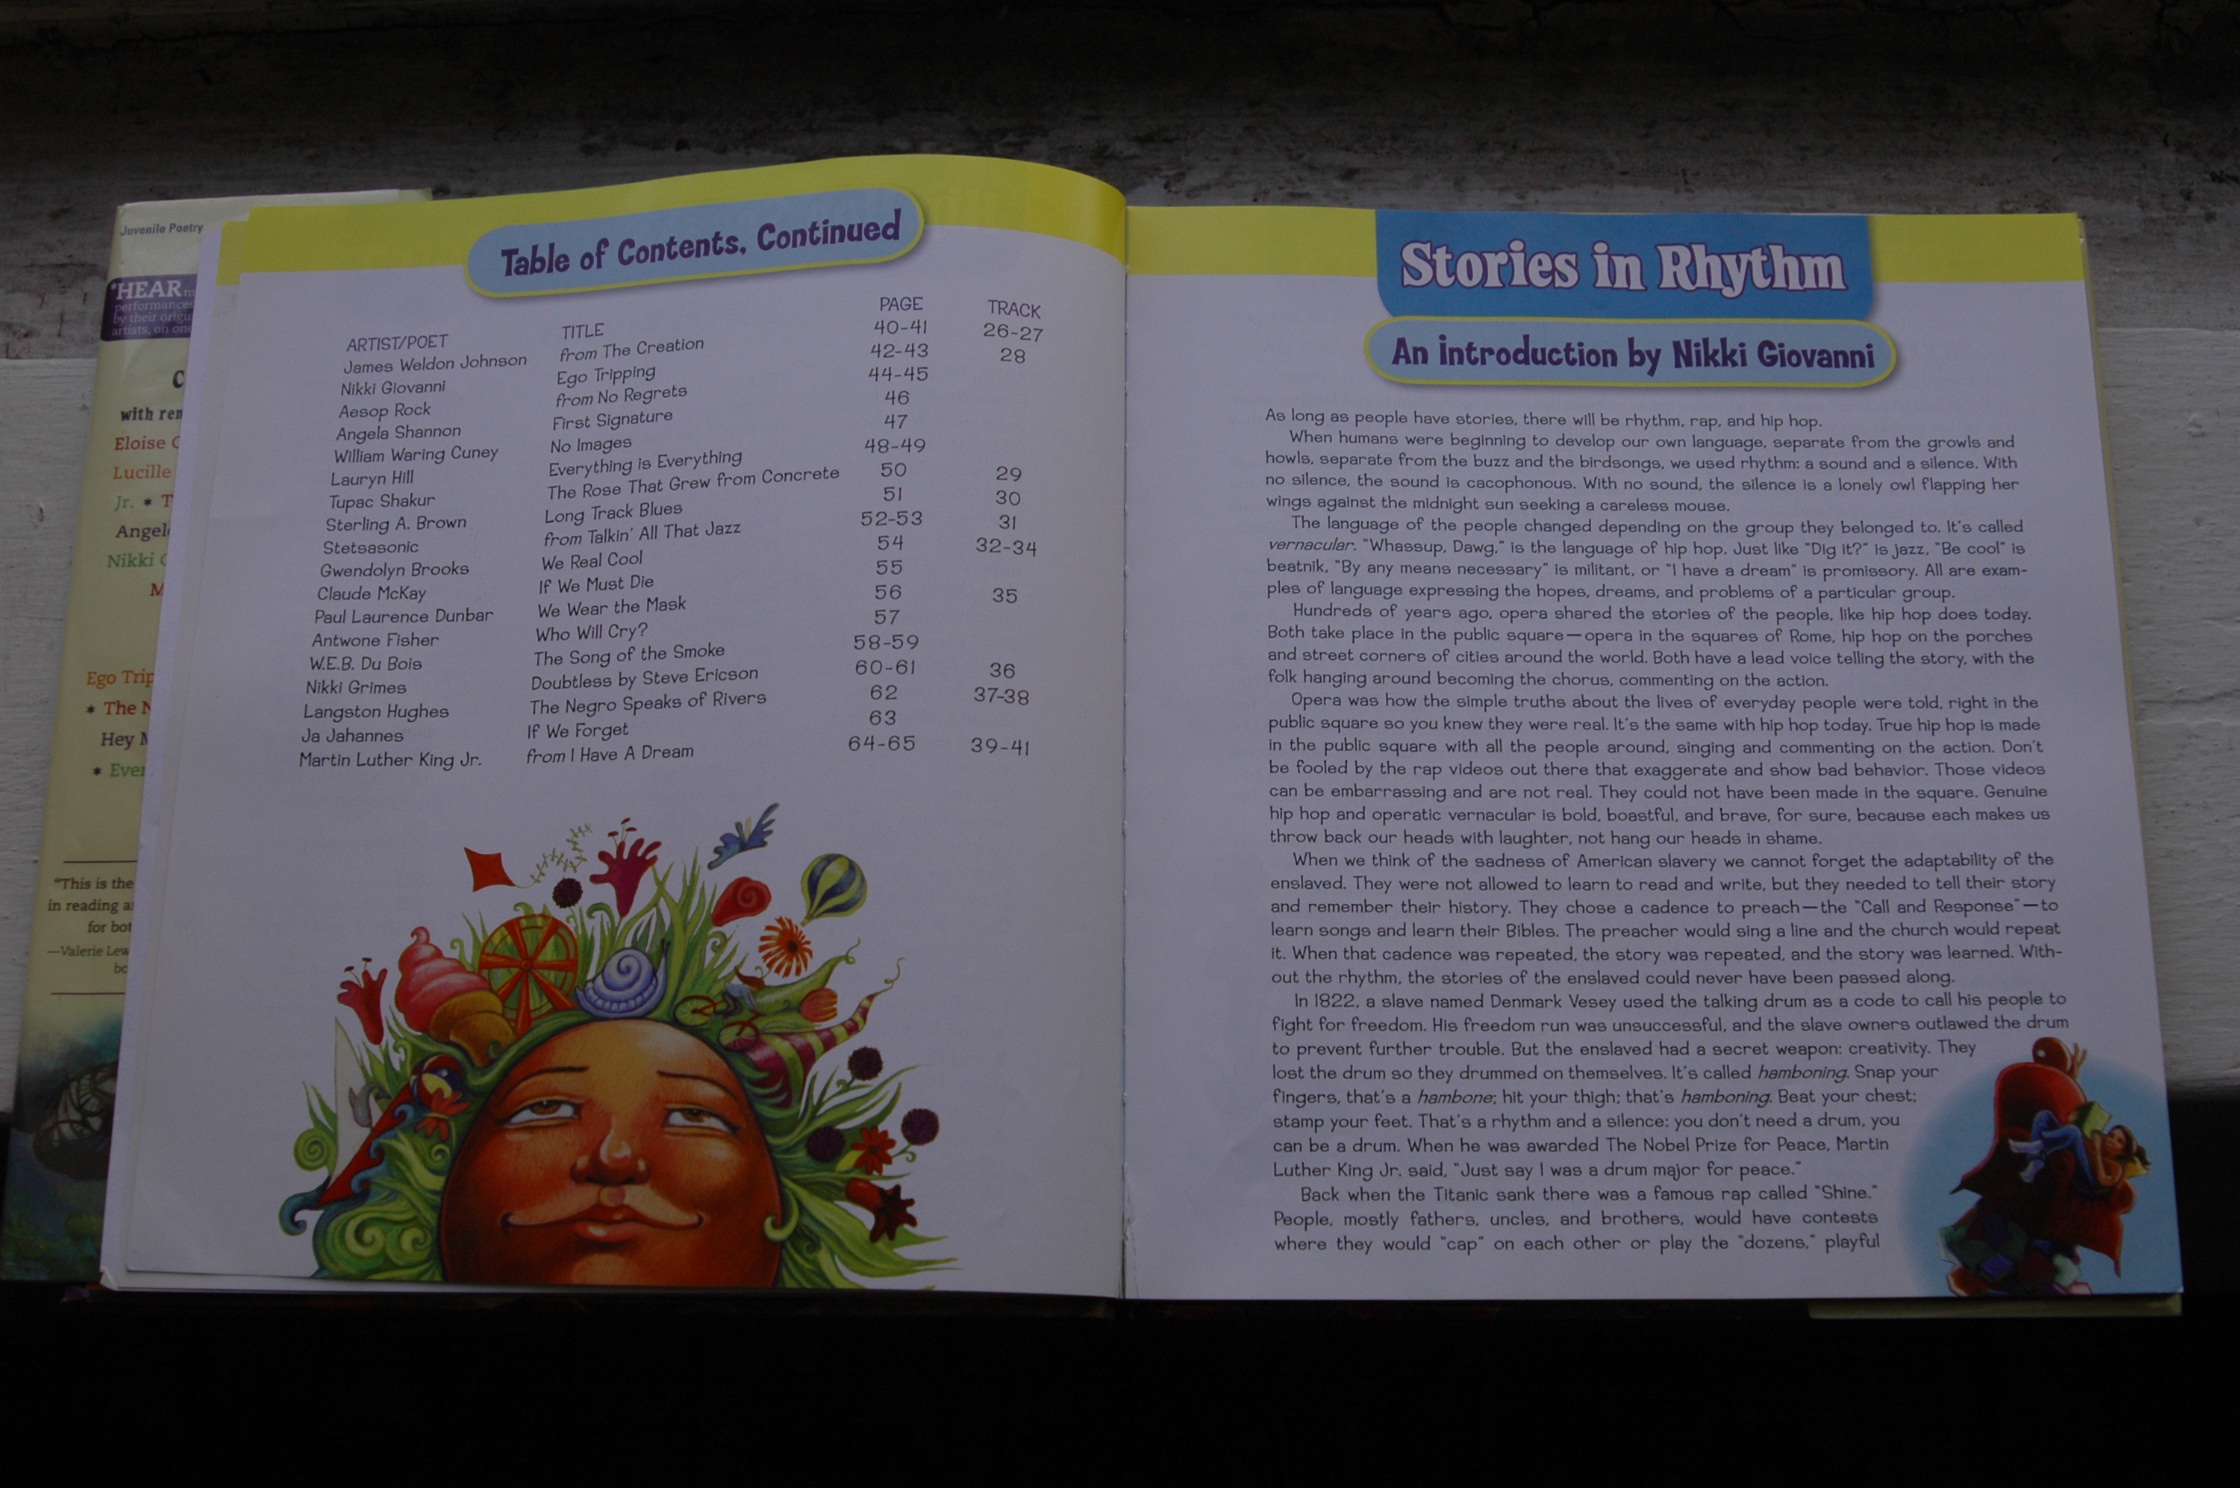 Juvenile Poetry
HEAR
performance
by their
artists, on one
with
Eloise
Lucille
Jr. * T
Nikki
Ego Trip
* The
Hey
*
"This is the
in reading
for
—Valerie
Table of Contents, Continued
ARTIST/POET TITLE PAGE TRACK
James Weldon Johnson from The Creation 40-41 26-27
Nikki Giovanni Ego Tripping 42-43 28
Aesop Rock from No Regrets 44-45
Angela Shannon First Signature 46
William Waring Cuney No Images 47
Lauryn Hill Everything is Everything 48-49
Tupac Shakur The Rose That Grew from Concrete 50 29
Sterling A. Brown Long Track Blues 51 30
Stetsasonic from Talkin' All That Jazz 52-53 31
Gwendolyn Brooks We Real Cool 54 32-34
Claude McKay If We Must Die 55
Paul Laurence Dunbar We Wear the Mask 56 35
Antwone Fisher Who Will Cry? 57
W.E.B. Du Bois The Song of the Smoke 58-59
Nikki Grimes Doubtless by Steve Ericson 60-61 36
Langston Hughes The Negro Speaks of Rivers 62 37-38
Ja Jahannes If We Forget 63
Martin Luther King Jr. from I Have A Dream 64-65 39-41
Stories in Rhythm
An introduction by Nikki Giovanni
As long as people have stories, there will be rhythm, rap, and hip hop.
When humans were beginning to develop our own language, separate from the growls and
howls, separate from the buzz and the birdsongs, we used rhythm: a sound and a silence. With
no silence, the sound is cacophonous. With no sound, the silence is a lonely owl flapping her
wings against the midnight sun seeking a careless mouse.
The language of the people changed depending on the group they belonged to. It's called
vernacular. "Whassup, Dawg," is the language of hip hop. Just like "Dig it?" is jazz, "Be cool" is
beatnik, "By any means necessary" is militant, or "I have a dream" is promissory. All are exam-
ples of language expressing the hopes, dreams, and problems of a particular group.
Hundreds of years ago, opera shared the stories of the people, like hip hop does today.
Both take place in the public square—opera in the squares of Rome, hip hop on the porches
and street corners of cities around the world. Both have a lead voice telling the story, with the
folk hanging around becoming the chorus, commenting on the action.
Opera was how the simple truths about the lives of everyday people were told, right in the
public square so you knew they were real. It's the same with hip hop today. True hip hop is made
in the public square with all the people around, singing and commenting on the action. Don't
be fooled by the rap videos out there that exaggerate and show bad behavior. Those videos
can be embarrassing and are not real. They could not have been made in the square. Genuine
hip hop and operatic vernacular is bold, boastful, and brave, for sure, because each makes us
throw back our heads with laughter, not hang our heads in shame.
When we think of the sadness of American slavery we cannot forget the adaptability of the
enslaved. They were not allowed to learn to read and write, but they needed to tell their story
and remember their history. They chose a cadence to preach—the "Call and Response"—to
learn songs and learn their Bibles. The preacher would sing a line and the church would repeat
it. When that cadence was repeated, the story was repeated, and the story was learned. With-
out the rhythm, the stories of the enslaved could never have been passed along.
In 1822, a slave named Denmark Vesey used the talking drum as a code to call his people to
fight for freedom. His freedom run was unsuccessful, and the slave owners outlawed the drum
to prevent further trouble. But the enslaved had a secret weapon: creativity. They
lost the drum so they drummed on themselves. It's called hamboning. Snap your
fingers, that's a hambone; hit your thigh; that's hamboning. Beat your chest;
stamp your feet. That's a rhythm and a silence: you don't need a drum, you
can be a drum. When he was awarded The Nobel Prize for Peace, Martin
Luther King Jr. said, "Just say I was a drum major for peace."
Back when the Titanic sank there was a famous rap called "Shine."
People, mostly fathers, uncles, and brothers, would have contests
where they would "cap" on each other or play the "dozens," playful